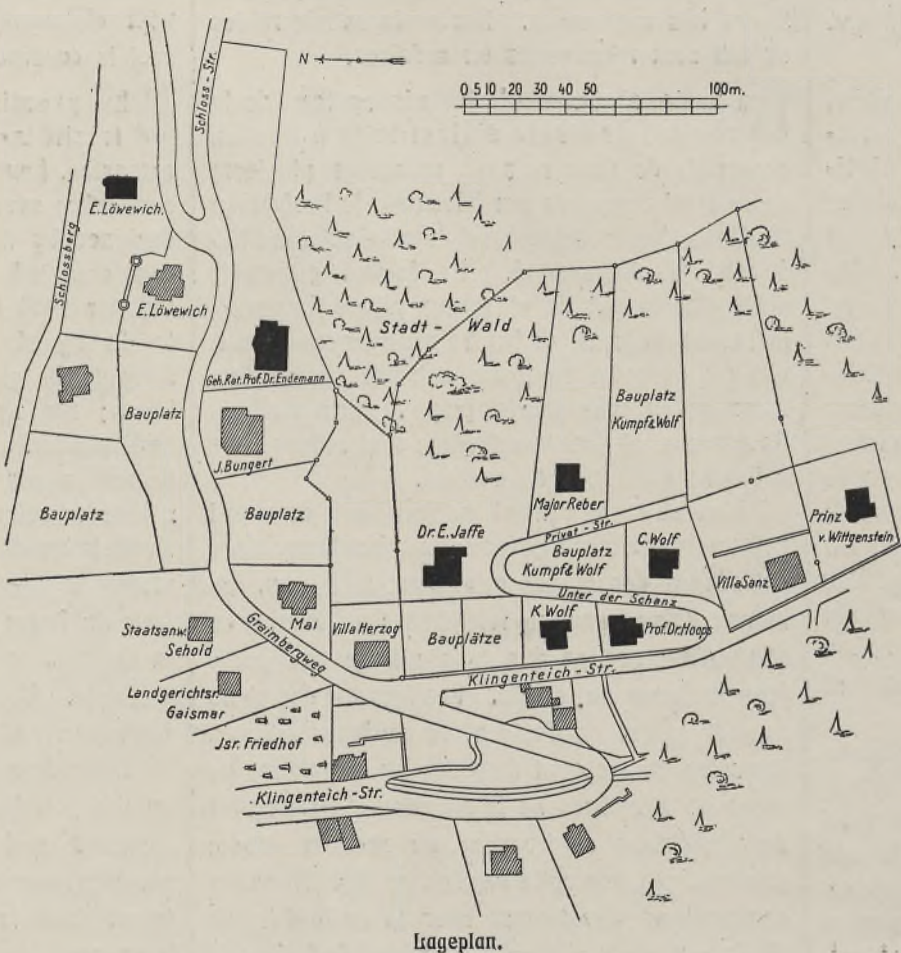 Schloss-Str.
N
0 5 10 20 30 40 50 100m.
E.Löwewich.
Schlossberg
E.Löwewich
Stadt-Wald
Geh.Rat.Prof.Dr.Endemann
Bauplatz
Bauplatz
Kumpf&Wolf
J.Bungert
Bauplatz
Bauplatz
Major Reber
Prinz
v.Wittgenstein
Privat-Str.
Dr.E.Jaffe
Bauplatz
Kumpf&Wolf
C.Wolf
Villa Sanz
Unter der Schanz
Staatsanw.
Sehold
Mai
Villa Herzog
Bauplätze
K.Wolf
Prof.Dr.Hoops
Graimbergweg
Klingenteich-Str.
Landgerichtsr.
Gaismar
Jsr. Friedhof
Klingenteich-Str.
Lageplan.